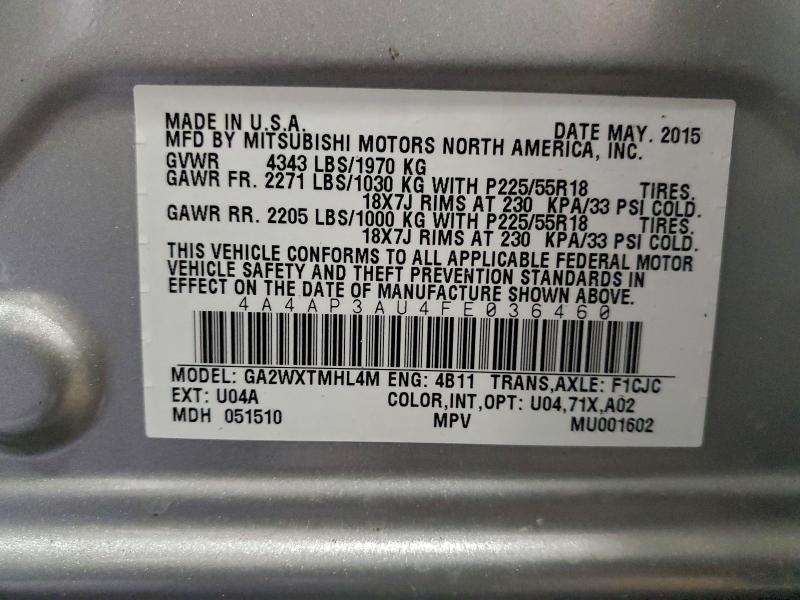 MADE IN U.S.A. DATE MAY. 2015
MFD BY MITSUBISHI MOTORS NORTH AMERICA, INC.
GVWR 4343 LBS/1970 KG
GAWR FR. 2271 LBS/1030 KG WITH P225/55R18 TIRES,
18X7J RIMS AT 230 KPA/33 PSI COLD.
GAWR RR. 2205 LBS/1000 KG WITH P225/55R18 TIRES,
18X7J RIMS AT 230 KPA/33 PSI COLD.
THIS VEHICLE CONFORMS TO ALL APPLICABLE FEDERAL MOTOR
VEHICLE SAFETY AND THEFT PREVENTION STANDARDS IN
EFFECT ON THE DATE OF MANUFACTURE SHOWN ABOVE.
4A4AP3AU4FE036460
MODEL: GA2WXTMHL4M ENG: 4B11 TRANS,AXLE: F1CJC
EXT: U04A COLOR,INT,OPT: U04,71X,A02
MDH 051510 MPV MU001602